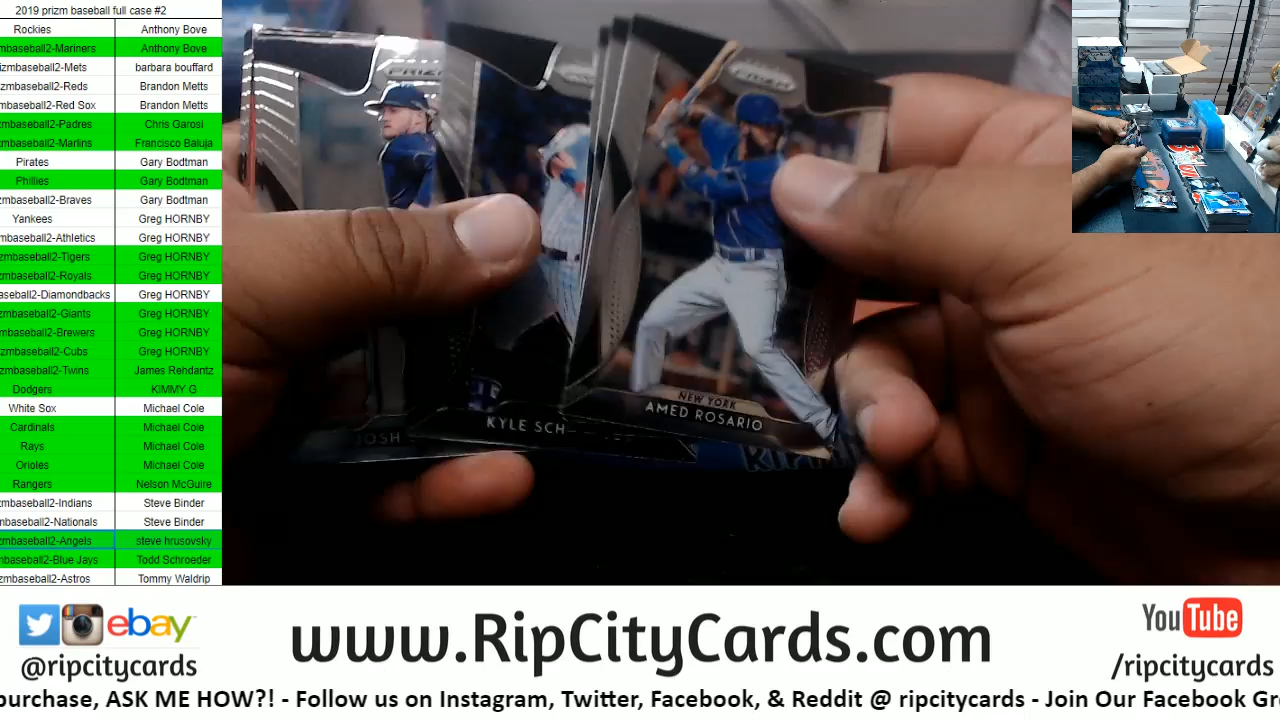 2019 prizm baseball full case #2
Rockies Anthony Bove
mbaseball2-Mariners Anthony Bove
izmbaseball2-Mets barbara bouffard
izmbaseball2-Reds Brandon Metts
mbaseball2-Red Sox Brandon Metts
zmbaseball2-Padres Chris Garosi
zmbaseball2-Marlins Francisco Baluja
Pirates Gary Bodtman
Phillies Gary Bodtman
zmbaseball2-Braves Gary Bodtman
Yankees Greg HORNBY
mbaseball2-Athletics Greg HORNBY
zmbaseball2-Tigers Greg HORNBY
zmbaseball2-Royals Greg HORNBY
aseball2-Diamondbacks Greg HORNBY
zmbaseball2-Giants Greg HORNBY
mbaseball2-Brewers Greg HORNBY
zmbaseball2-Cubs Greg HORNBY
zmbaseball2-Twins James Rehdantz
Dodgers KIMMY G
White Sox Michael Cole
Cardinals Michael Cole
Rays Michael Cole
Orioles Michael Cole
Rangers Nelson McGuire
zmbaseball2-Indians Steve Binder
mbaseball2-Nationals Steve Binder
zmbaseball2-Angels steve hrusovsky
mbaseball2-Blue Jays Todd Schroeder
zmbaseball2-Astros Tommy Waldrip
PRIZM
NEW YORK
AMED ROSARIO
KYLE SCH
JOSH
ebay
@ripcitycards
www.RipCityCards.com
YouTube
/ripcitycards
purchase, ASK ME HOW?! - Follow us on Instagram, Twitter, Facebook, & Reddit @ ripcitycards - Join Our Facebook Gr